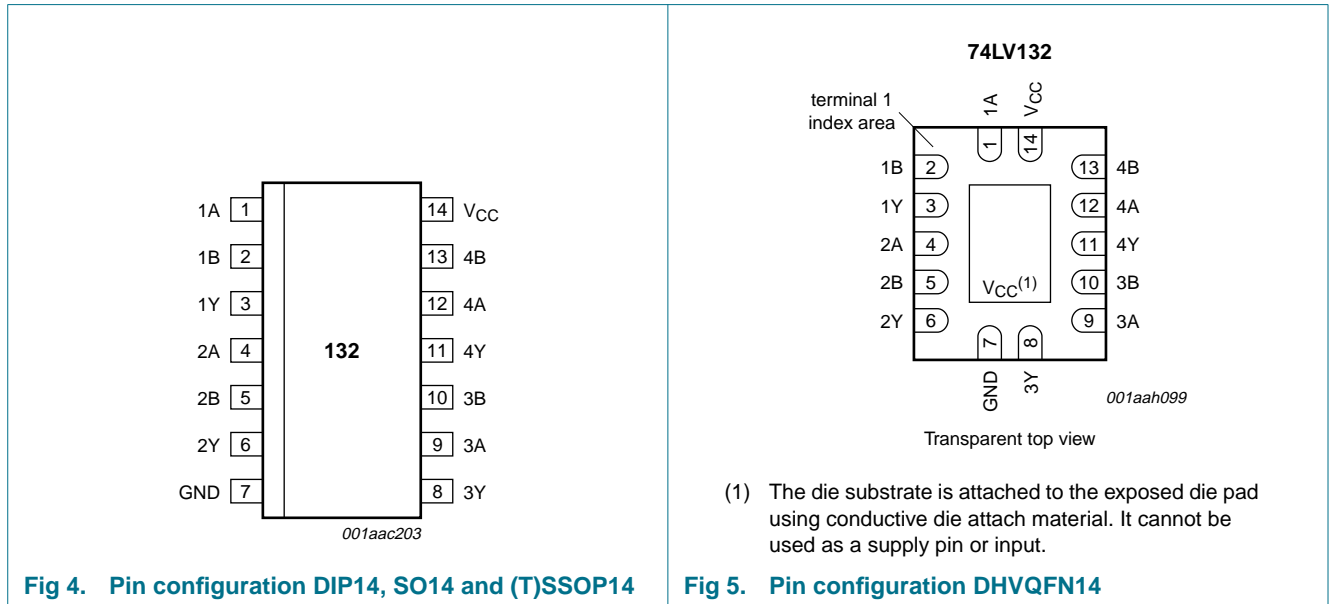 1A 1 14 VCC
1B 2 13 4B
1Y 3 12 4A
2A 4 132 11 4Y
2B 5 10 3B
2Y 6 9 3A
GND 7 8 3Y
001aac203
Fig 4. Pin configuration DIP14, SO14 and (T)SSOP14
74LV132
terminal 1
index area
1A VCC
1 14
1B 2 13 4B
1Y 3 12 4A
2A 4 11 4Y
2B 5 VCC(1) 10 3B
2Y 6 9 3A
7 8
GND 3Y
001aah099
Transparent top view
(1) The die substrate is attached to the exposed die pad
using conductive die attach material. It cannot be
used as a supply pin or input.
Fig 5. Pin configuration DHVQFN14